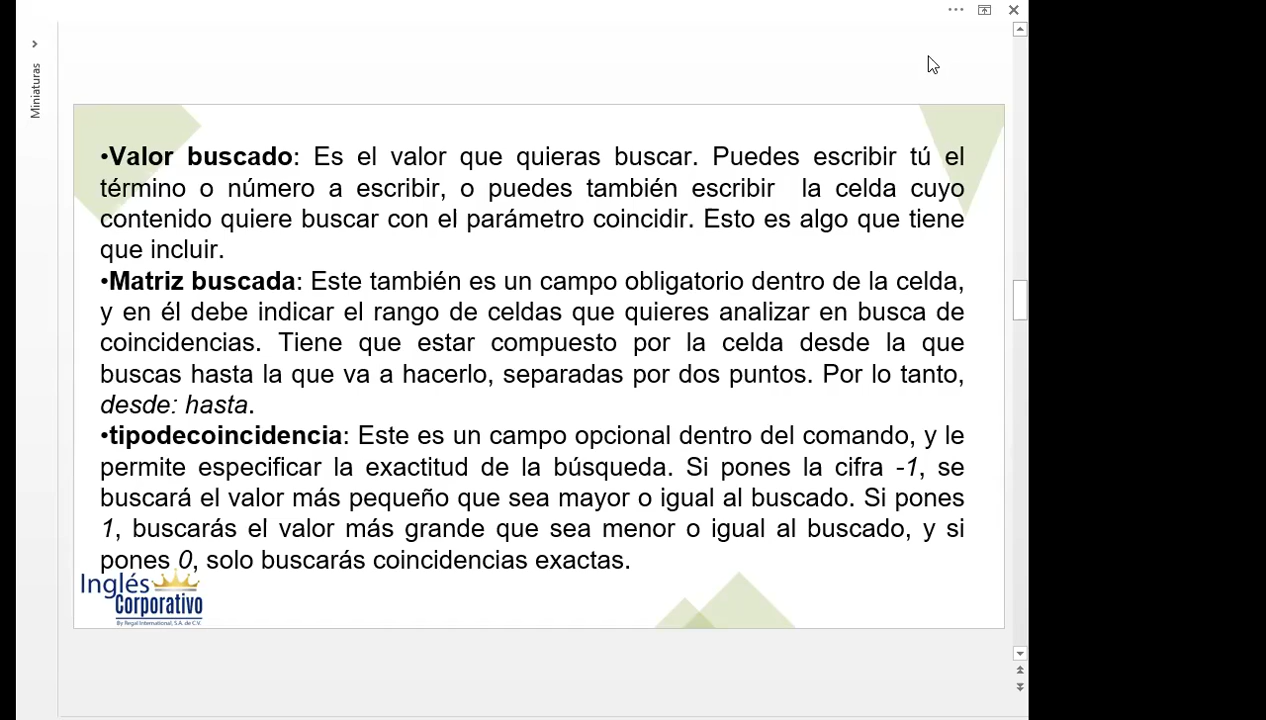 Miniaturas
•Valor buscado: Es el valor que quieras buscar. Puedes escribir tú el
término o número a escribir, o puedes también escribir la celda cuyo
contenido quiere buscar con el parámetro coincidir. Esto es algo que tiene
que incluir.
•Matriz buscada: Este también es un campo obligatorio dentro de la celda,
y en él debe indicar el rango de celdas que quieres analizar en busca de
coincidencias. Tiene que estar compuesto por la celda desde la que
buscas hasta la que va a hacerlo, separadas por dos puntos. Por lo tanto,
desde: hasta.
•tipodecoincidencia: Este es un campo opcional dentro del comando, y le
permite especificar la exactitud de la búsqueda. Si pones la cifra -1, se
buscará el valor más pequeño que sea mayor o igual al buscado. Si pones
1, buscarás el valor más grande que sea menor o igual al buscado, y si
pones 0, solo buscarás coincidencias exactas.
Inglés
Corporativo
By Regal International, S.A. de C.V.